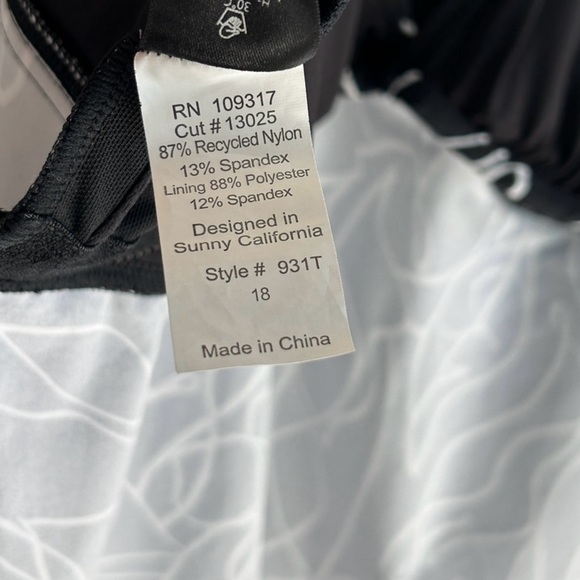 RN 109317
Cut # 13025
87% Recycled Nylon
13% Spandex
Lining 88% Polyester
12% Spandex
Designed in
Sunny California
Style # 931T
18
Made in China